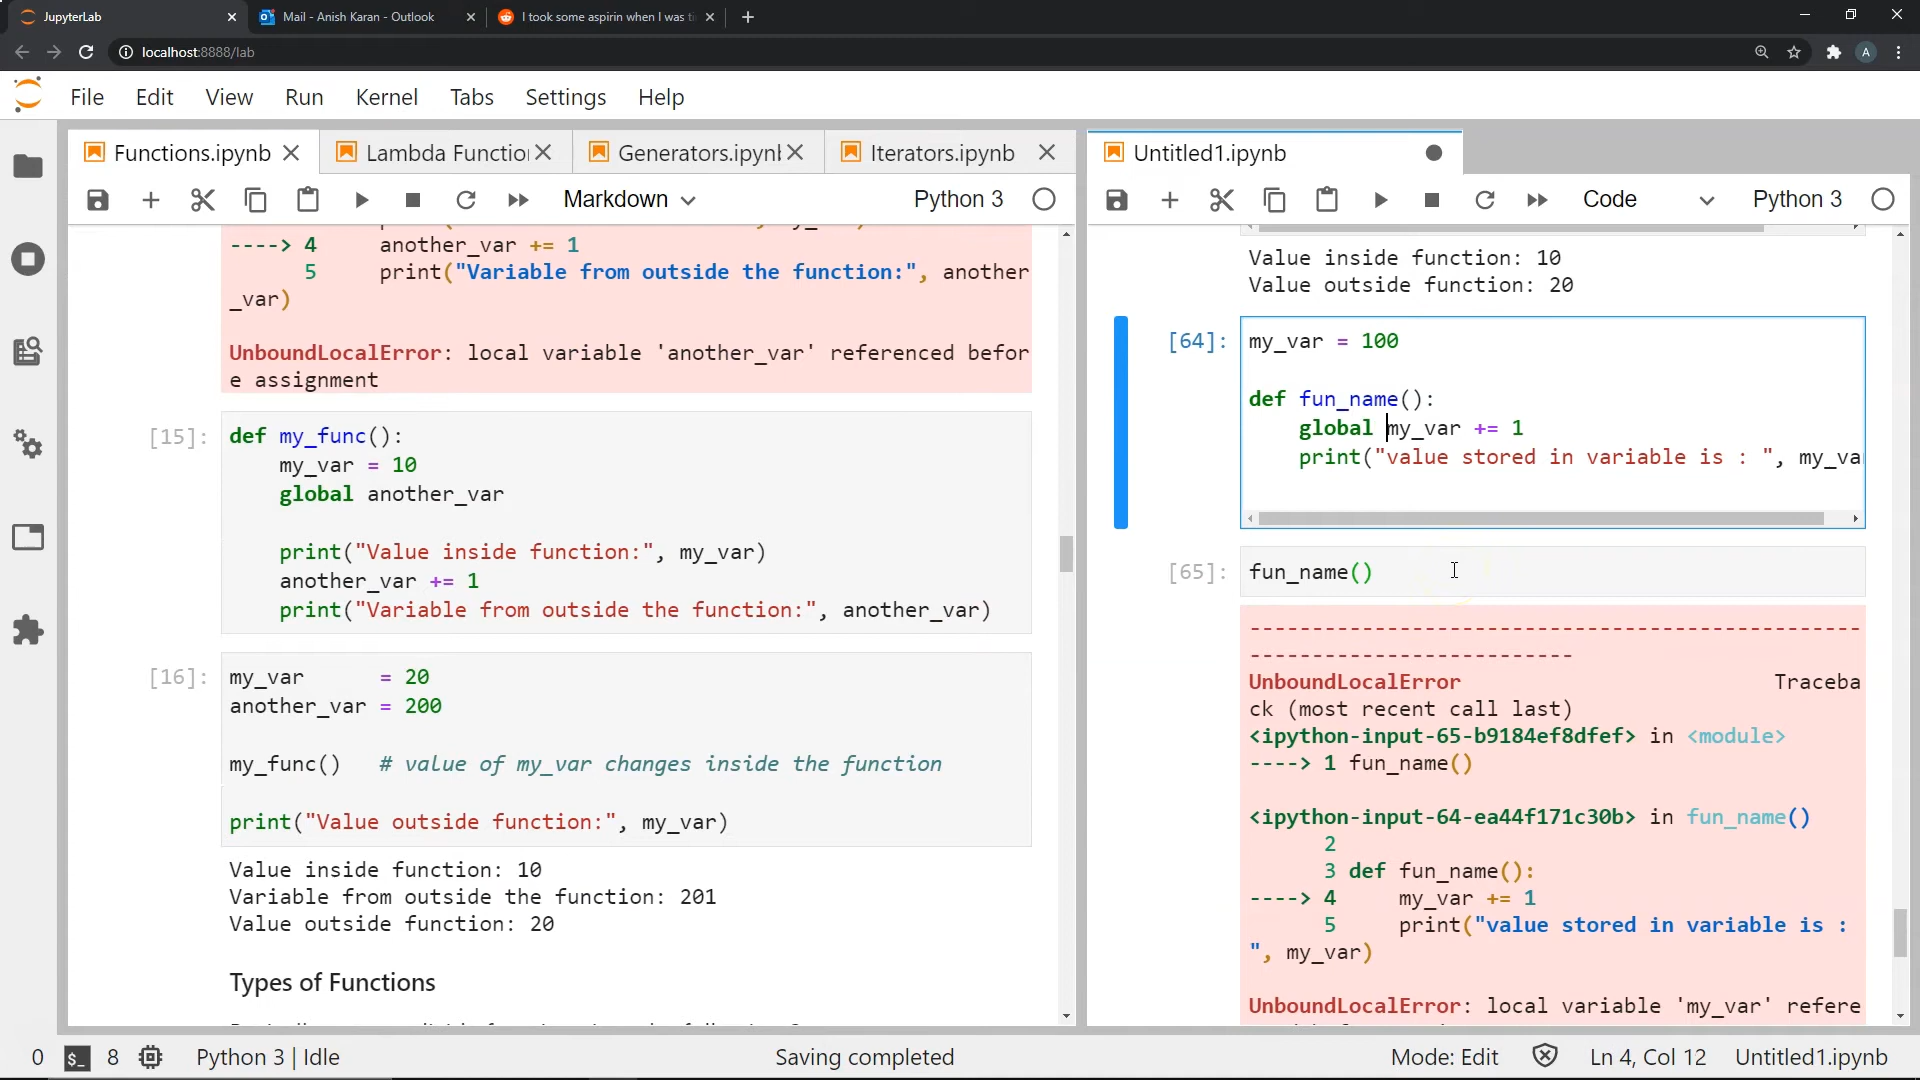 JupyterLab
Mail - Anish Karan - Outlook
I took some aspirin when I was
localhost:8888/lab
A
File Edit View Run Kernel Tabs Settings Help
Functions.ipynb
Lambda Functio
Generators.ipyn
Iterators.ipynb
Markdown
Python 3
----> 4     another_var += 1
      5     print("Variable from outside the function:", another
_var)
UnboundLocalError: local variable 'another_var' referenced befor
e assignment
[15]:
def my_func():
    my_var = 10
    global another_var
    print("Value inside function:", my_var)
    another_var += 1
    print("Variable from outside the function:", another_var)
[16]:
my_var      = 20
another_var = 200
my_func()   # value of my_var changes inside the function
print("Value outside function:", my_var)
Value inside function: 10
Variable from outside the function: 201
Value outside function: 20
Types of Functions
Untitled1.ipynb
Code
Python 3
Value inside function: 10
Value outside function: 20
[64]:
my_var = 100
def fun_name():
    global my_var += 1
    print("value stored in variable is : ", my_va
[65]:
fun_name()
-------------------------------------------------
--------------------------
UnboundLocalError                         Traceba
ck (most recent call last)
<ipython-input-65-b9184ef8dfef> in <module>
----> 1 fun_name()
<ipython-input-64-ea44f171c30b> in fun_name()
      2
      3 def fun_name():
----> 4     my_var += 1
      5     print("value stored in variable is :
", my_var)
UnboundLocalError: local variable 'my_var' refere
0
$_
8
Python 3 | Idle
Saving completed
Mode: Edit
Ln 4, Col 12
Untitled1.ipynb